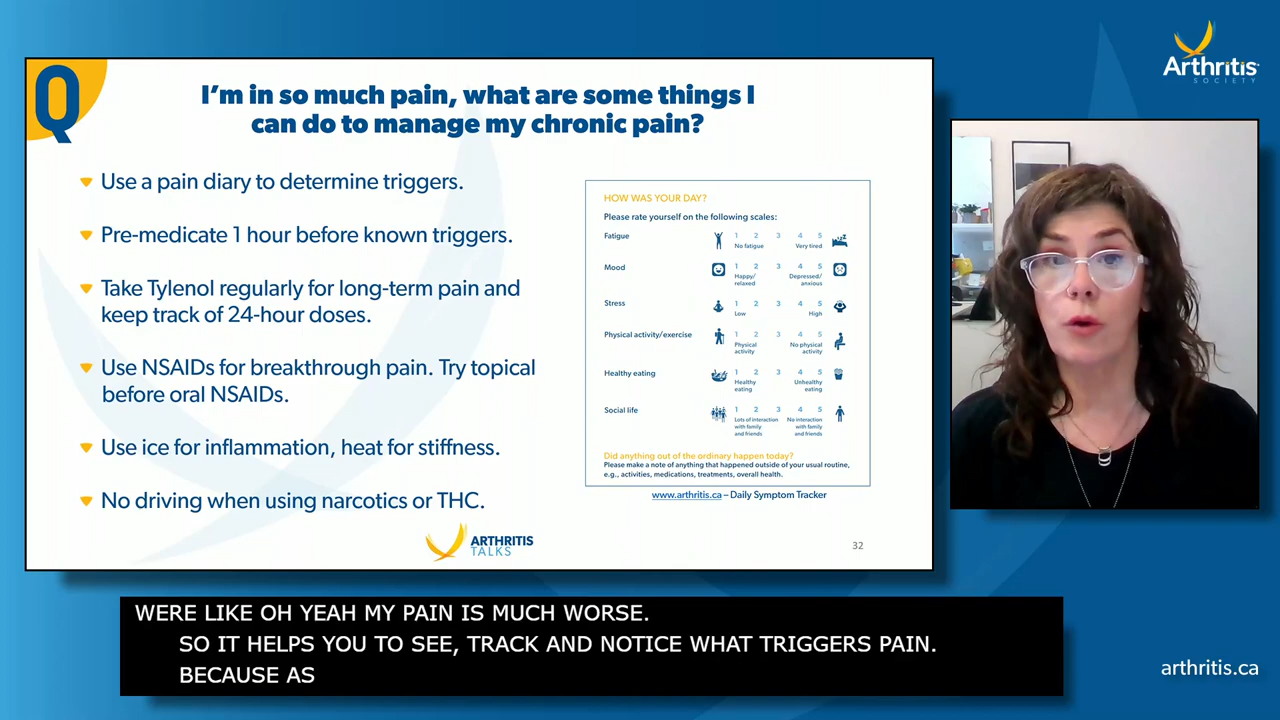 Arthritis
SOCIETY
Q
I'm in so much pain, what are some things I
can do to manage my chronic pain?
Use a pain diary to determine triggers.
Pre-medicate 1 hour before known triggers.
Take Tylenol regularly for long-term pain and
keep track of 24-hour doses.
Use NSAIDs for breakthrough pain. Try topical
before oral NSAIDs.
Use ice for inflammation, heat for stiffness.
No driving when using narcotics or THC.
HOW WAS YOUR DAY?
Please rate yourself on the following scales:
Fatigue 1 2 3 4 5
No fatigue Very tired
Mood 1 2 3 4 5
Happy/ Depressed/
relaxed anxious
Stress 1 2 3 4 5
Low High
Physical activity/exercise 1 2 3 4 5
Physical No physical
activity activity
Healthy eating 1 2 3 4 5
Healthy Unhealthy
eating eating
Social life 1 2 3 4 5
Lots of interaction No interaction
with family with family
and friends and friends
Did anything out of the ordinary happen today?
Please make a note of anything that happened outside of your usual routine,
e.g., activities, medications, treatments, overall health.
www.arthritis.ca – Daily Symptom Tracker
ARTHRITIS
TALKS
32
WERE LIKE OH YEAH MY PAIN IS MUCH WORSE.
SO IT HELPS YOU TO SEE, TRACK AND NOTICE WHAT TRIGGERS PAIN.
BECAUSE AS
arthritis.ca